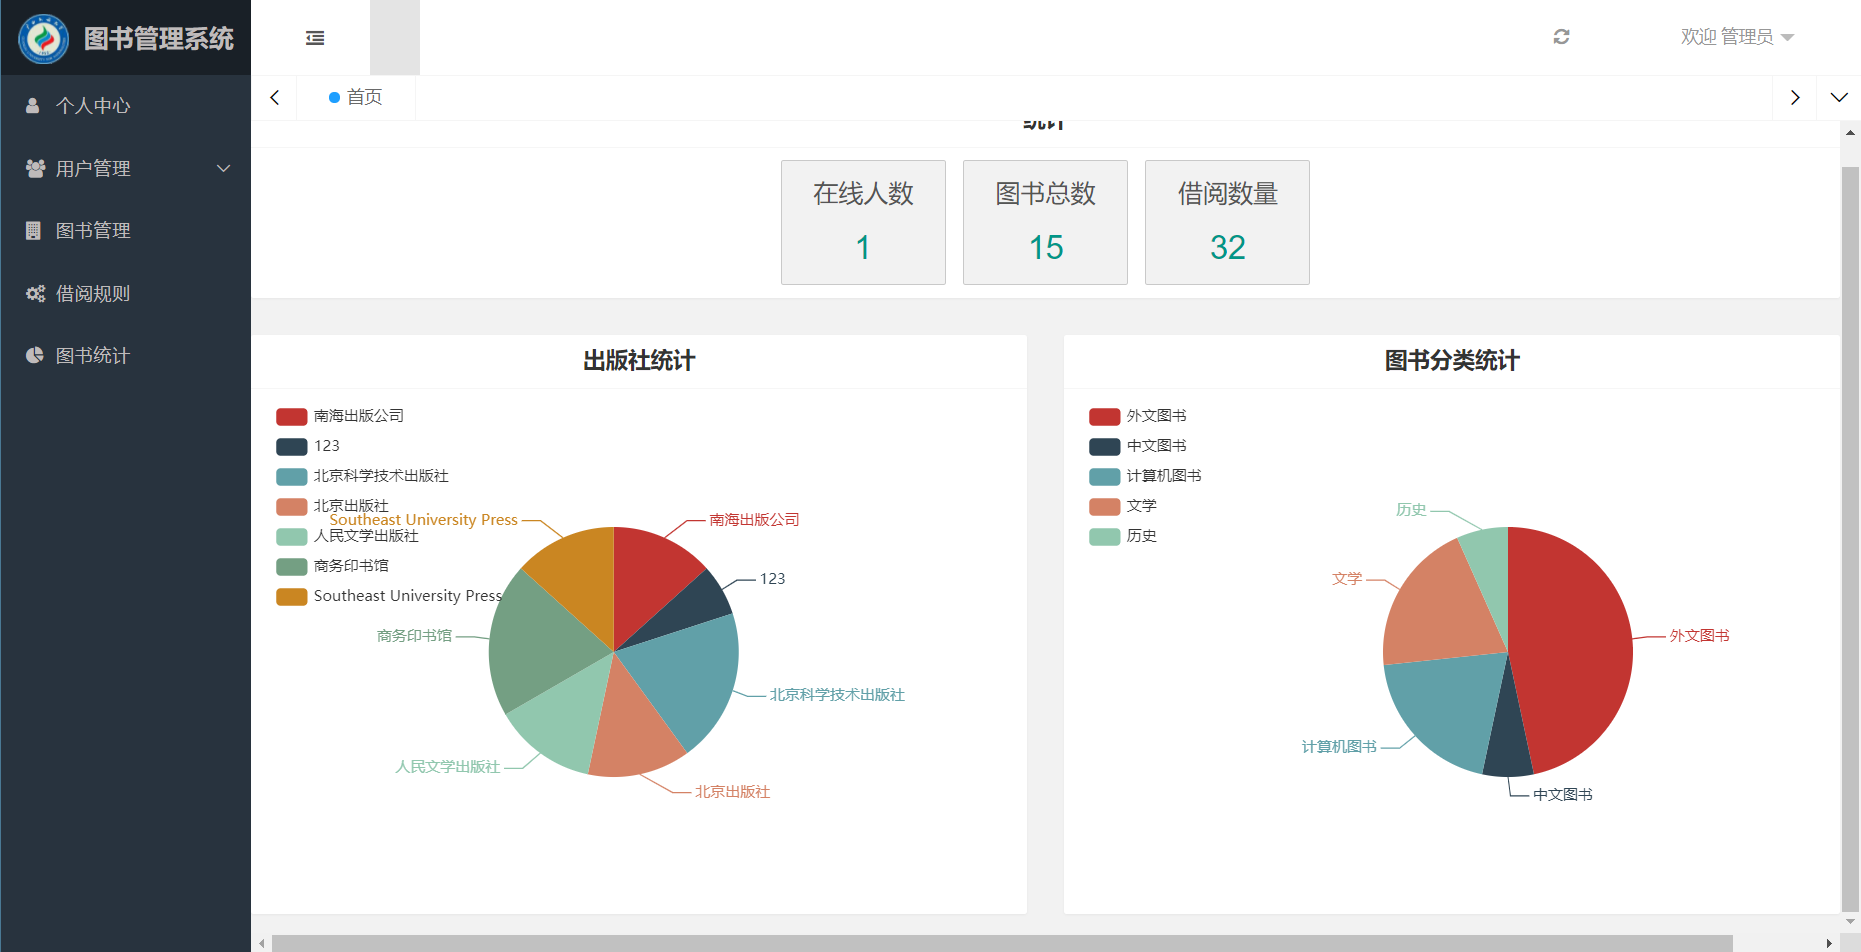 图书管理系统
欢迎 管理员
个人中心
用户管理
图书管理
借阅规则
图书统计
首页
统计
在线人数
1
图书总数
15
借阅数量
32
出版社统计
南海出版公司
123
北京科学技术出版社
北京出版社
人民文学出版社
商务印书馆
Southeast University Press
Southeast University Press
南海出版公司
123
商务印书馆
北京科学技术出版社
人民文学出版社
北京出版社
图书分类统计
外文图书
中文图书
计算机图书
文学
历史
历史
文学
外文图书
计算机图书
中文图书